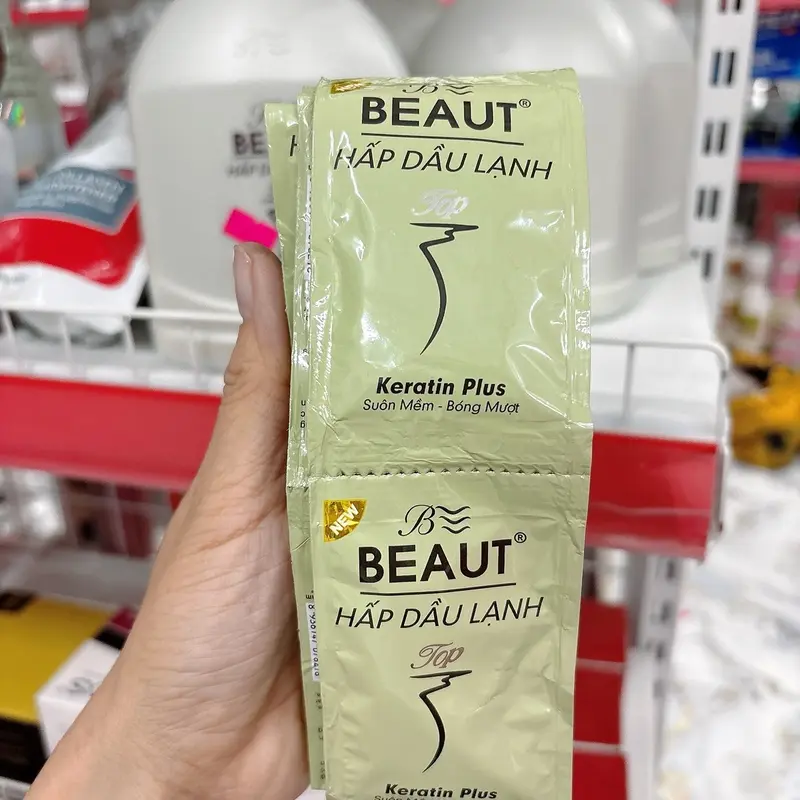 BEAUT®
HẤP DẦU LẠNH
Top
Keratin Plus
Suôn Mềm - Bóng Mượt
NEW
B
BEAUT®
HẤP DẦU LẠNH
Top
Keratin Plus